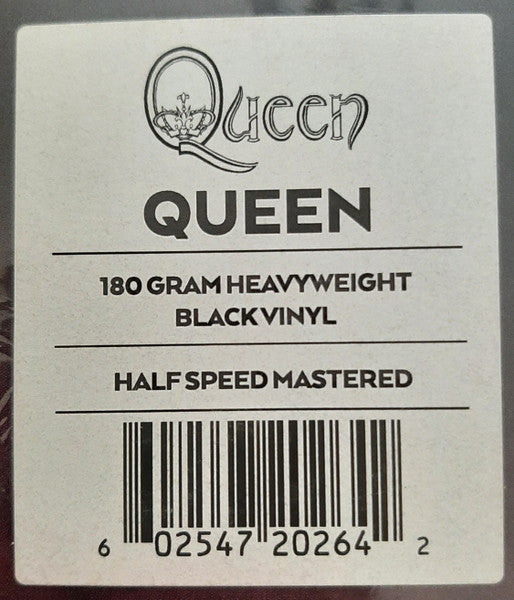 Queen
QUEEN
180 GRAM HEAVYWEIGHT
BLACK VINYL
HALF SPEED MASTERED
6 02547 20264 2